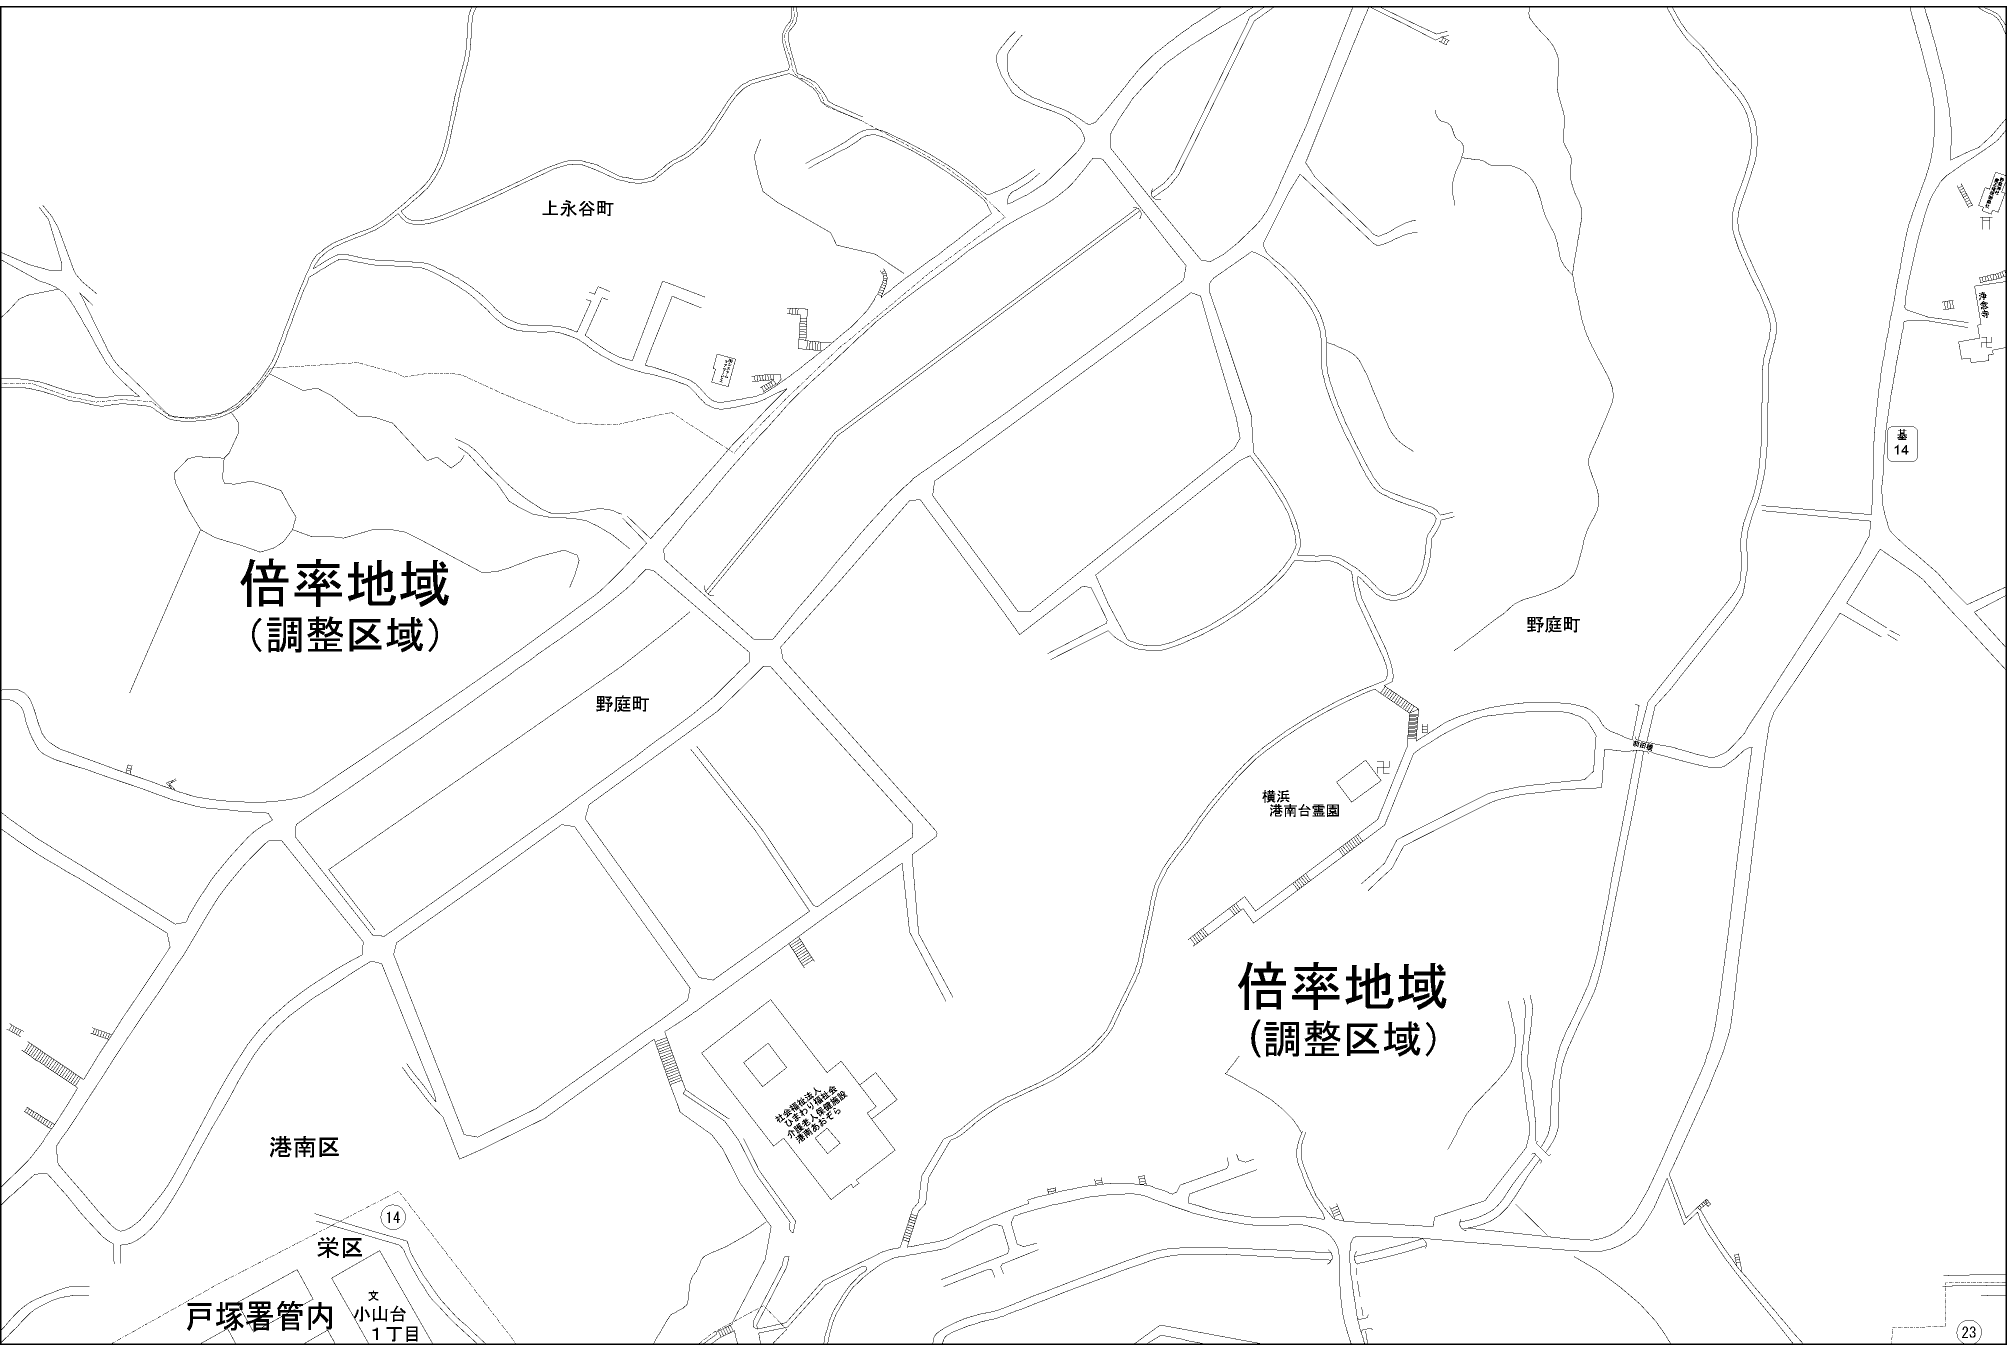 上永谷町
基
14
倍率地域
（調整区域）
野庭町
野庭町
横浜
港南台霊園
倍率地域
（調整区域）
社会福祉法人
ひまわり福祉会
介護老人保健施設
港南あおぞら
港南区
14
栄区
文
小山台
1丁目
戸塚署管内
23